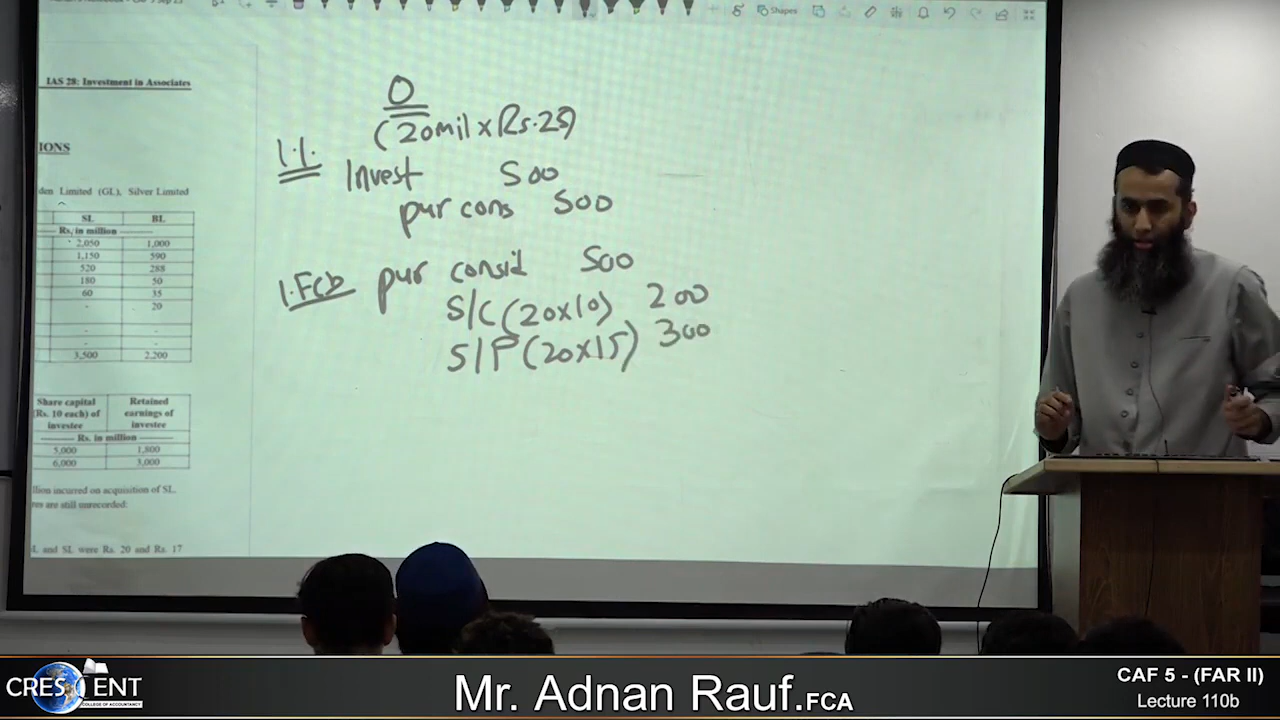 Shapes
IAS 28: Investment in Associates
IONS
den Limited (GL), Silver Limited
SL BL
Rs. in million
2,050 1,000
1,150 590
520 288
180 50
60 35
- 20
- -
- -
3,500 2,200
Share capital (Rs. 10 each) of investee
Retained earnings of investee
Rs. in million
5,000 1,800
6,000 3,000
llion incurred on acquisition of SL.
res are still unrecorded:
L and SL were Rs. 20 and Rs. 17
O
(20mil x Rs.25)
1.1. Invest 500
pur cons 500
pur consid 500
S/C (20x10) 200
S/P (20x15) 300
CRESCENT
COLLEGE OF ACCOUNTANCY
Mr. Adnan Rauf.FCA
CAF 5 - (FAR II)
Lecture 110b